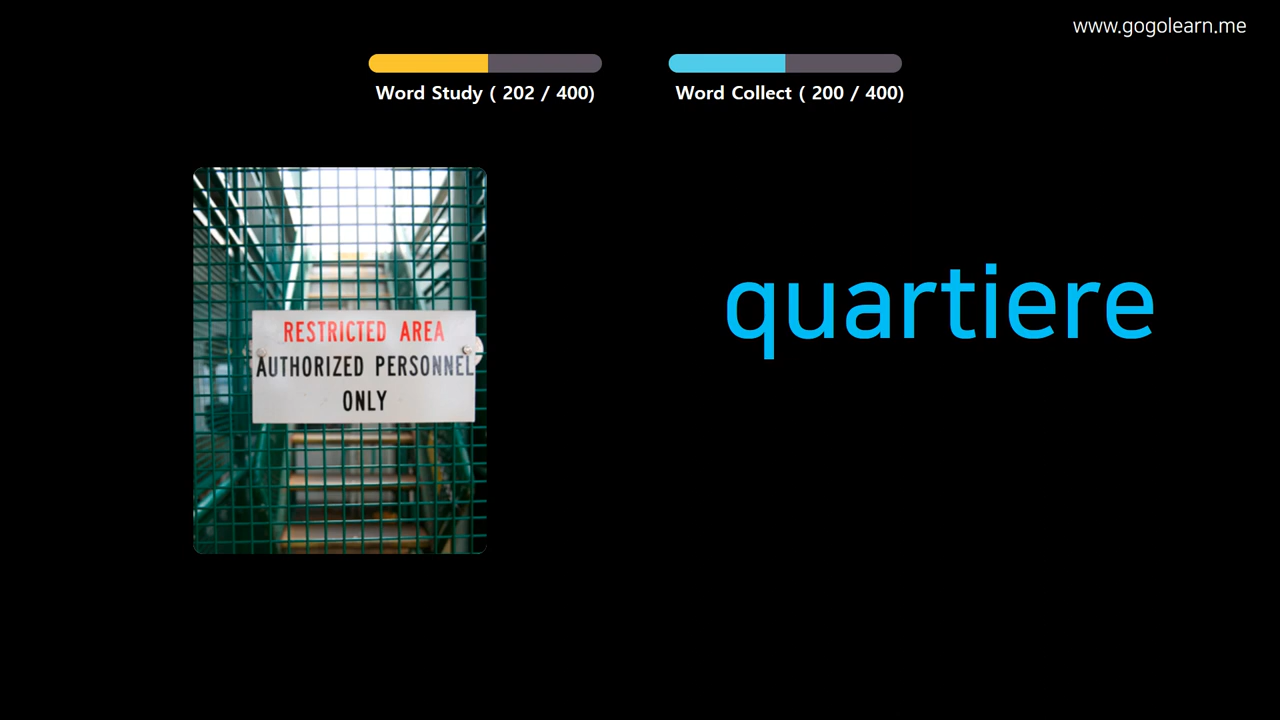 www.gogolearn.me
Word Study ( 202 / 400)
Word Collect ( 200 / 400)
RESTRICTED AREA
AUTHORIZED PERSONNEL
ONLY
quartiere